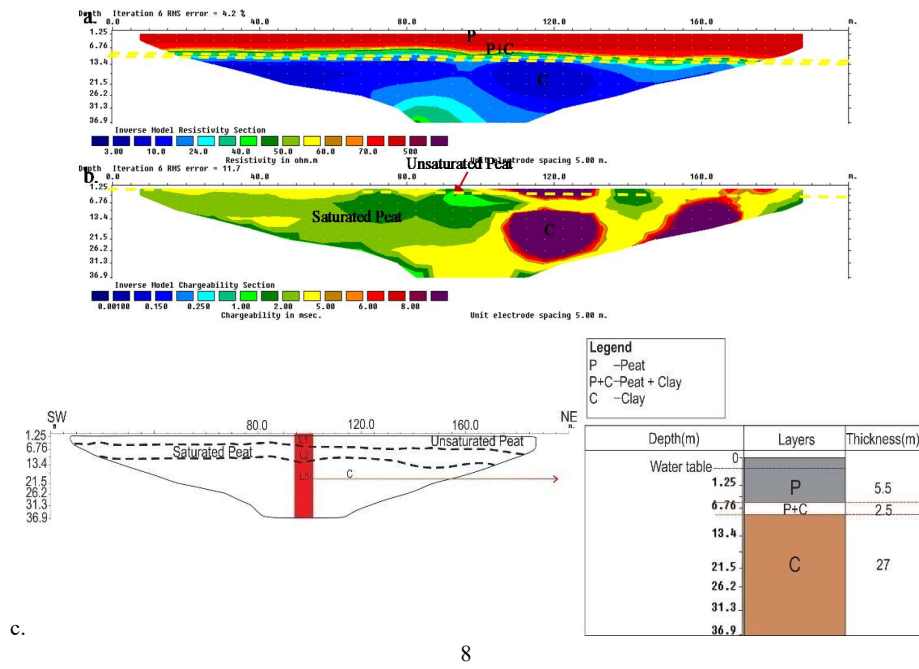 a.
Depth Iteration 6 RMS error = 4.2 %
0.0 40.0 80.0 120.0 160.0 m.
1.25
6.76
13.4
21.5
26.2
31.3
36.9
P
P+C
C
Inverse Model Resistivity Section
3.00 10.0 24.0 40.0 50.0 60.0 70.0 500
Resistivity in ohm.m
Unit electrode spacing 5.00 m.
b.
Depth Iteration 6 RMS error = 11.7
Unsaturated Peat
0.0 40.0 80.0 120.0 160.0 m.
1.25
6.76
13.4
21.5
26.2
31.3
36.9
Saturated Peat
C
Inverse Model Chargeability Section
0.00100 0.150 0.250 1.00 2.00 5.00 6.00 8.00
Chargeability in msec.
Unit electrode spacing 5.00 m.
Legend
P –Peat
P+C–Peat + Clay
C –Clay
SW NE
80.0 120.00 160.0
1.25
6.76
13.4
21.5
26.2
31.3
36.9
L1
L2
L3
Saturated Peat
Unsaturated Peat
C
Depth(m) Layers Thickness(m)
0
Water table
1.25 P 5.5
6.76 P+C 2.5
13.4
21.5 C 27
26.2
31.3
36.9
c.
8